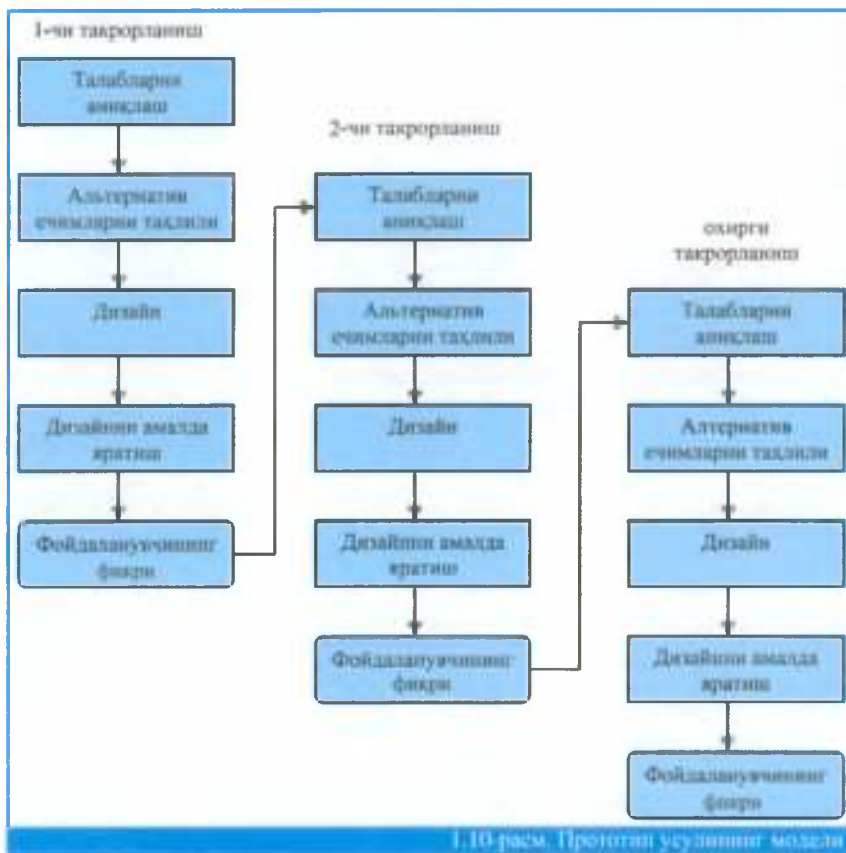 1-чи такрорланиш
Талабларни
аниқлаш
Альтернатив
ечимларни таҳлили
Дизайн
Дизайнни амалда
яратиш
Фойдаланувчининг
фикри
2-чи такрорланиш
Талабларни
аниқлаш
Альтернатив
ечимларни таҳлили
Дизайн
Дизайнни амалда
яратиш
Фойдаланувчининг
фикри
охирги
такрорланиш
Талабларни
аниқлаш
Алтернатив
ечимларни таҳлили
Дизайн
Дизайнни амалда
яратиш
Фойдаланувчининг
фикри
1.10-расм. Прототип усулининг модели